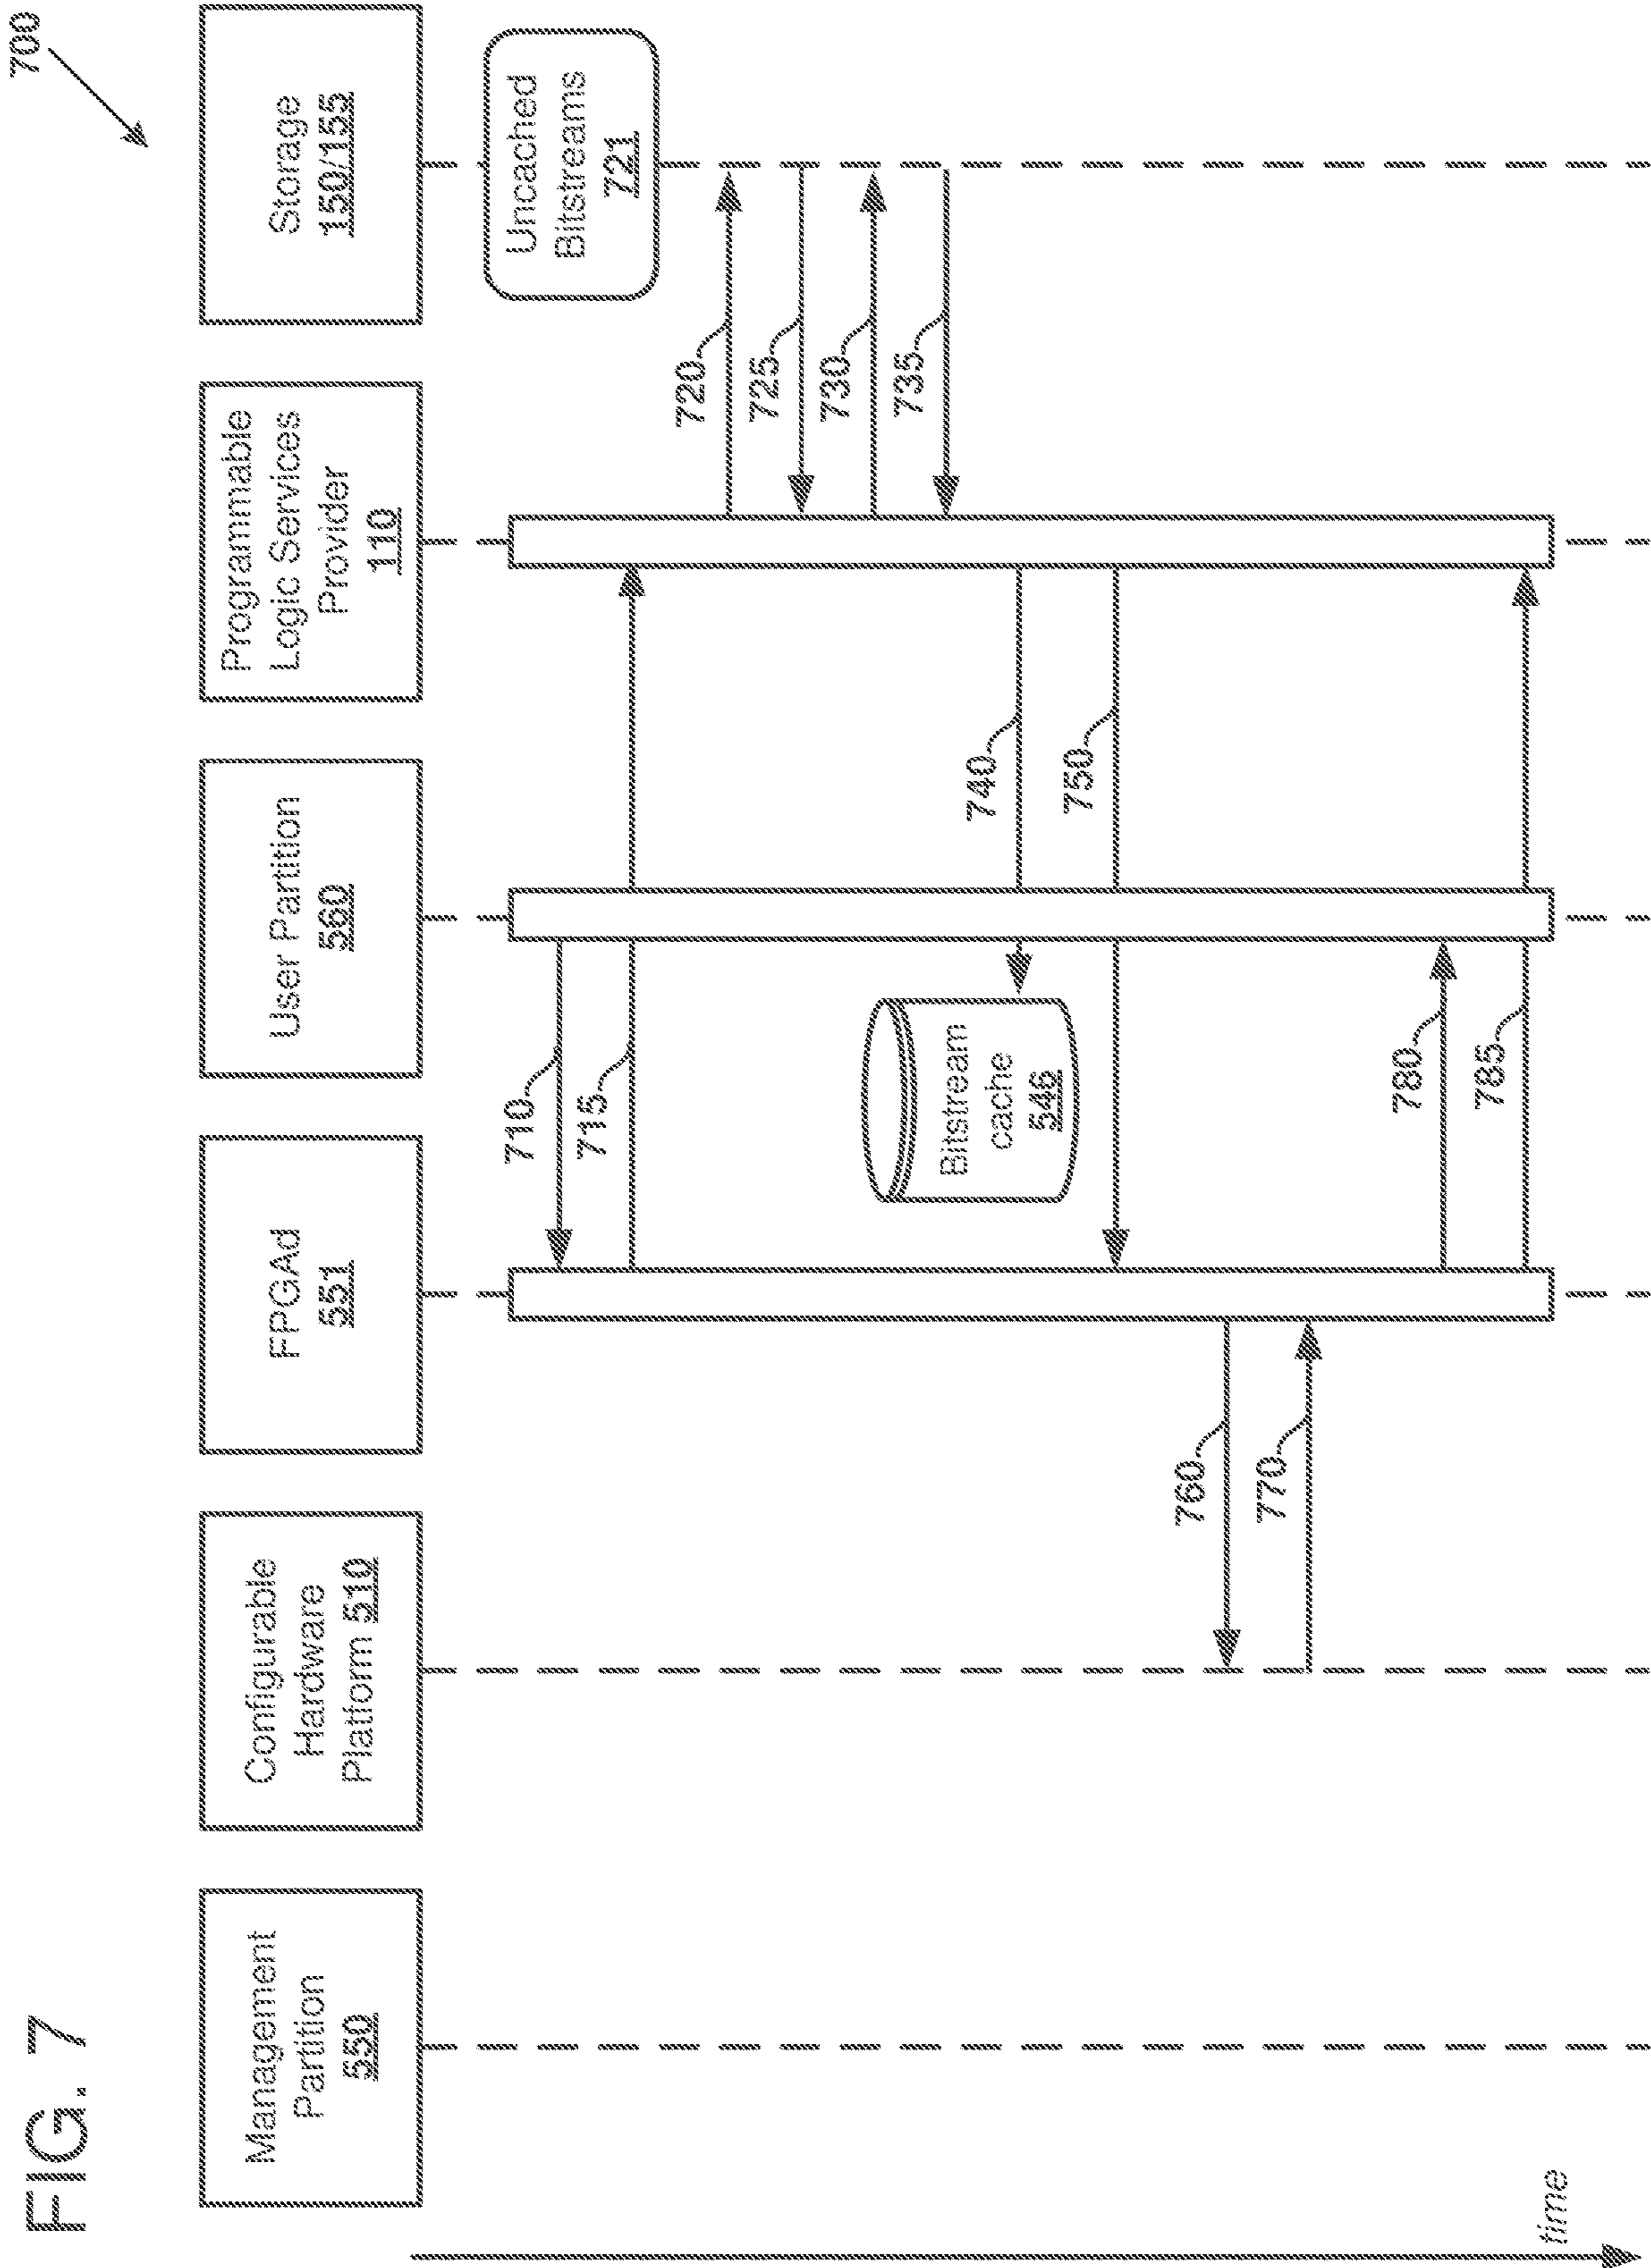 FIG. 7
700
Management
Partition
550
Configurable
Hardware
Platform 510
FPGAd
551
User Partition
560
Programmable
Logic Services
Provider
110
Storage
150/155
Uncached
Bitstreams
721
710
715
720
725
730
735
Bitstream
cache
546
740
750
760
770
780
785
time